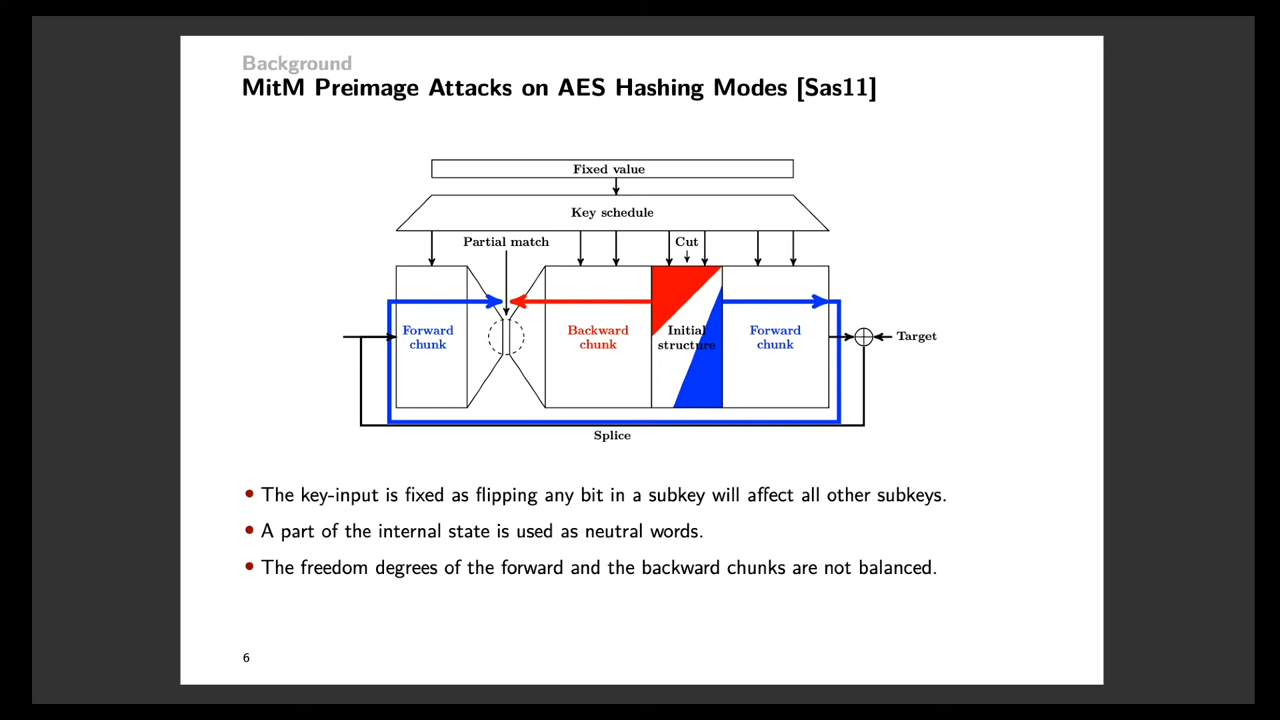 Background
MitM Preimage Attacks on AES Hashing Modes [Sas11]
Fixed value
Key schedule
Partial match
Cut
Forward
chunk
Backward
chunk
Initial
structure
Forward
chunk
Target
Splice
• The key-input is fixed as flipping any bit in a subkey will affect all other subkeys.
• A part of the internal state is used as neutral words.
• The freedom degrees of the forward and the backward chunks are not balanced.
6